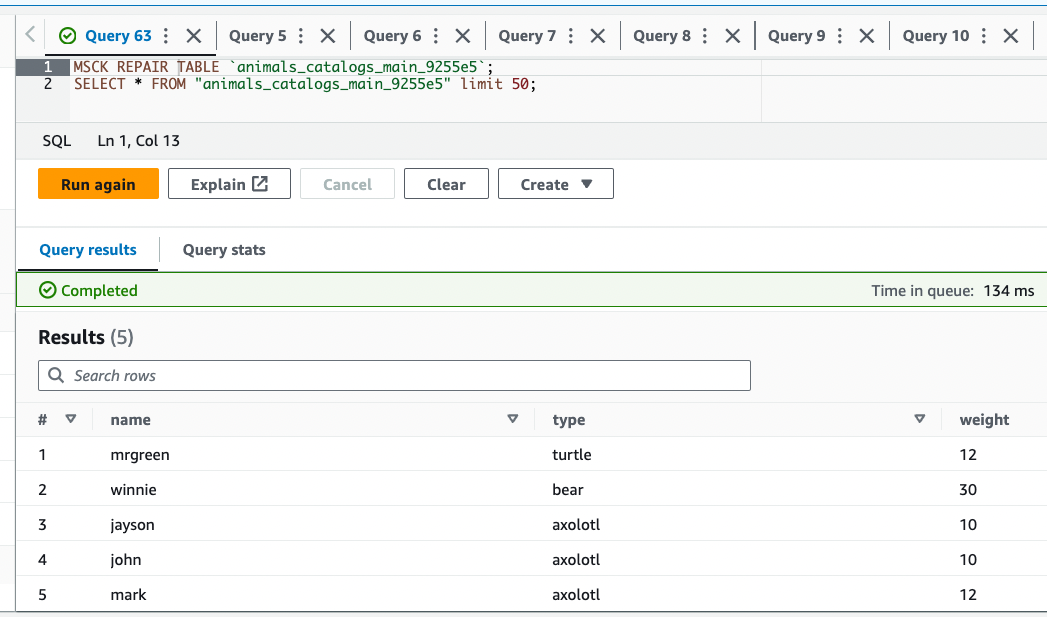 Query 63 Query 5 Query 6 Query 7 Query 8 Query 9 Query 10
1 MSCK REPAIR TABLE `animals_catalogs_main_9255e5`;
2 SELECT * FROM "animals_catalogs_main_9255e5" limit 50;
SQL Ln 1, Col 13
Run again Explain Cancel Clear Create
Query results Query stats
Completed Time in queue: 134 ms
Results (5)
Search rows
# name type weight
1 mrgreen turtle 12
2 winnie bear 30
3 jayson axolotl 10
4 john axolotl 10
5 mark axolotl 12